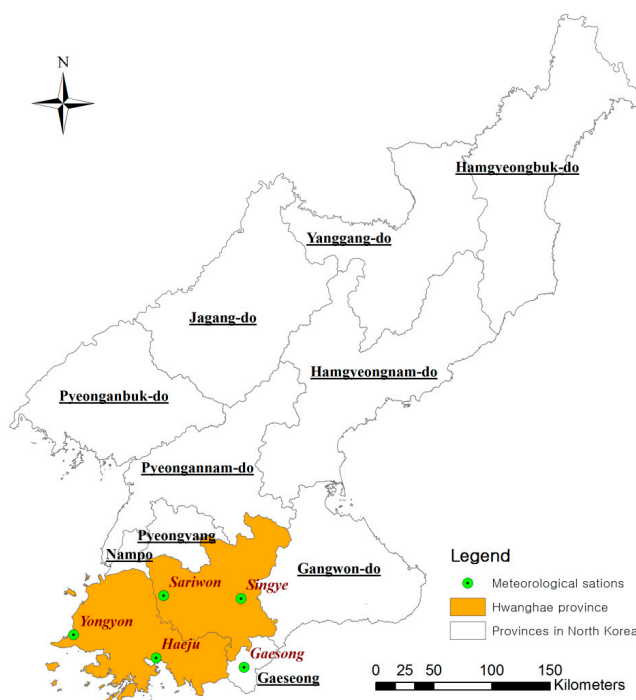 N
Hamgyeongbuk-do
Yanggang-do
Jagang-do
Hamgyeongnam-do
Pyeonganbuk-do
Pyeongannam-do
Pyeongyang
Nampo
Gangwon-do
Sariwon
Singye
Yongyon
Haeju
Gaesong
Gaeseong
Legend
Meteorological sations
Hwanghae province
Provinces in North Korea
0 25 50 100 150
Kilometers